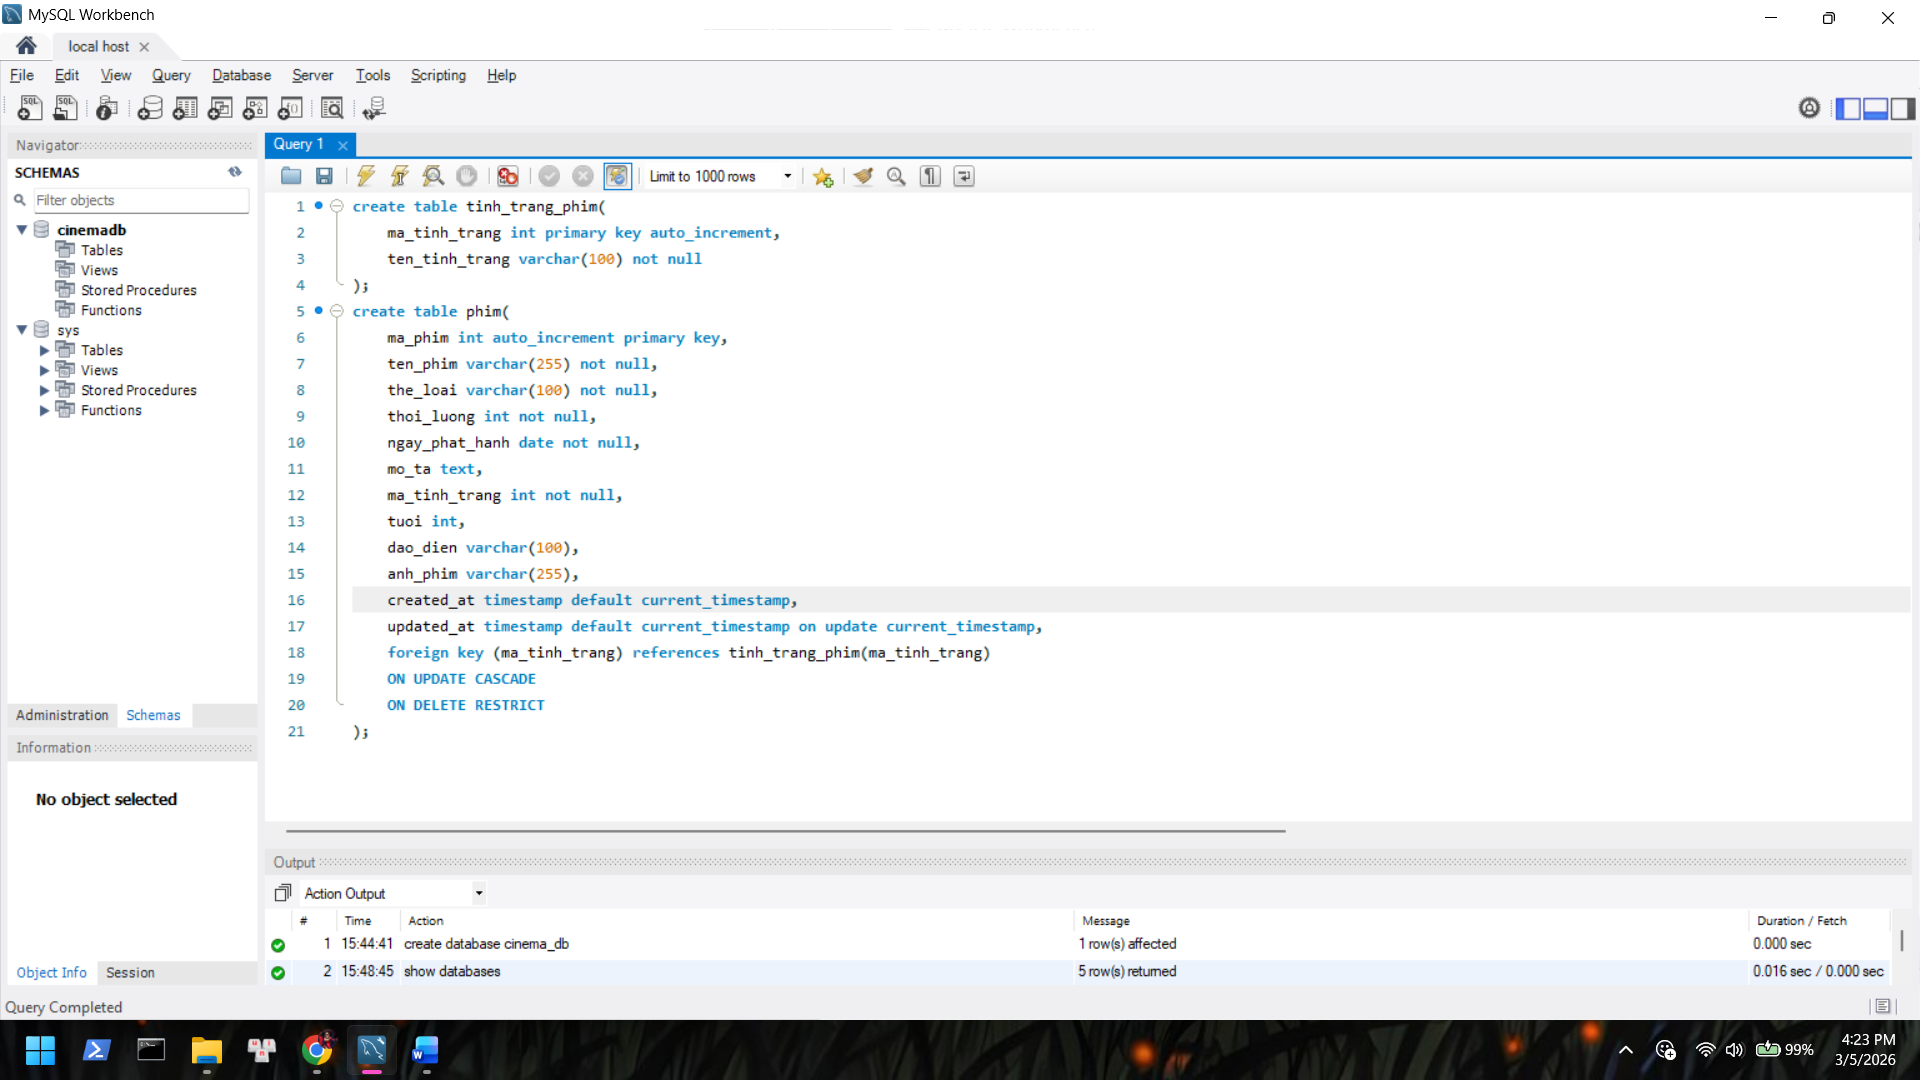 MySQL Workbench
local host
File Edit View Query Database Server Tools Scripting Help
Navigator
Query 1
SCHEMAS
Limit to 1000 rows
Filter objects
cinemadb
Tables
Views
Stored Procedures
Functions
sys
Tables
Views
Stored Procedures
Functions
1 create table tinh_trang_phim(
2 ma_tinh_trang int primary key auto_increment,
3 ten_tinh_trang varchar(100) not null
4 );
5 create table phim(
6 ma_phim int auto_increment primary key,
7 ten_phim varchar(255) not null,
8 the_loai varchar(100) not null,
9 thoi_luong int not null,
10 ngay_phat_hanh date not null,
11 mo_ta text,
12 ma_tinh_trang int not null,
13 tuoi int,
14 dao_dien varchar(100),
15 anh_phim varchar(255),
16 created_at timestamp default current_timestamp,
17 updated_at timestamp default current_timestamp on update current_timestamp,
18 foreign key (ma_tinh_trang) references tinh_trang_phim(ma_tinh_trang)
19 ON UPDATE CASCADE
20 ON DELETE RESTRICT
21 );
Administration Schemas
Information
No object selected
Object Info Session
Output
Action Output
# Time Action Message Duration / Fetch
1 15:44:41 create database cinema_db 1 row(s) affected 0.000 sec
2 15:48:45 show databases 5 row(s) returned 0.016 sec / 0.000 sec
Query Completed
99%
4:23 PM
3/5/2026